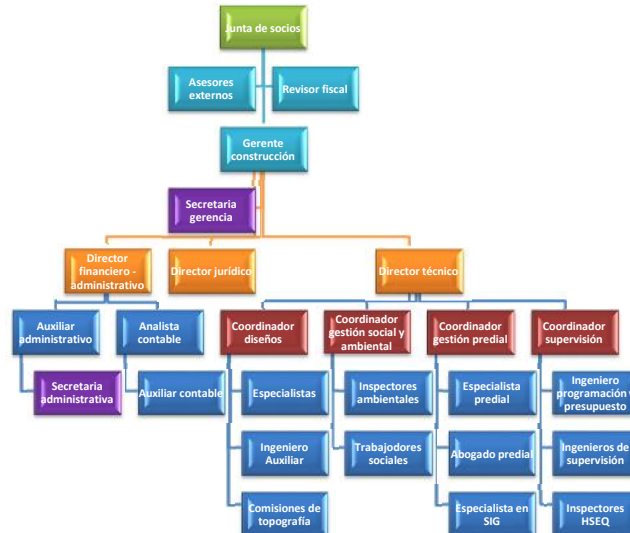 Junta de socios
Asesores
externos
Revisor fiscal
Gerente
construcción
Secretaria
gerencia
Director
financiero -
administrativo
Director jurídico
Director técnico
Auxiliar
administrativo
Analista
contable
Coordinador
diseños
Coordinador
gestión social y
ambiental
Coordinador
gestión predial
Coordinador
supervisión
Secretaria
administrativa
Auxiliar contable
Especialistas
Inspectores
ambientales
Especialista
predial
Ingeniero
programación y
presupuesto
Ingeniero
Auxiliar
Trabajadores
sociales
Abogado predial
Ingenieros de
supervisión
Comisiones de
topografía
Especialista en
SIG
Inspectores
HSEQ